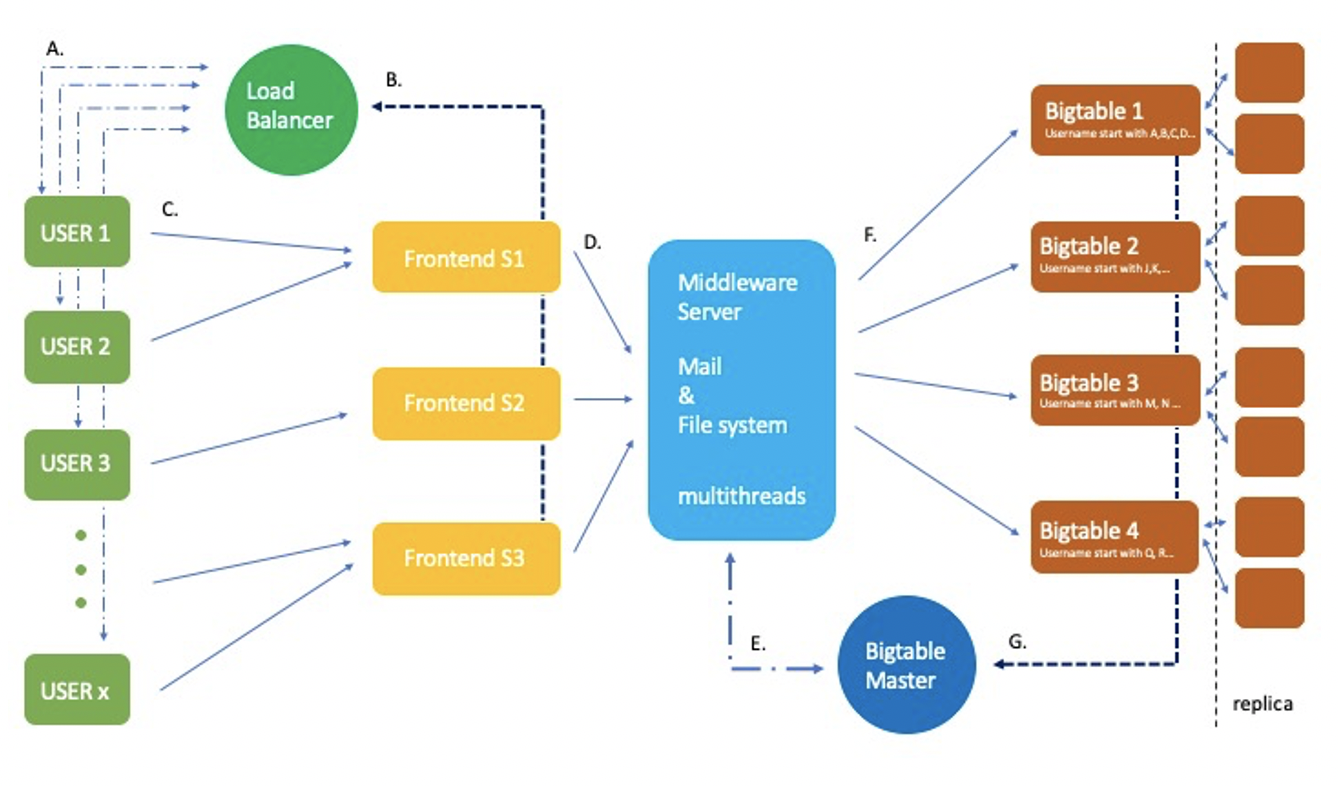 A.
Load
Balancer
B.
USER 1
C.
USER 2
USER 3
USER x
Frontend S1
Frontend S2
Frontend S3
D.
Middleware
Server
Mail
&
File system
multithreads
E.
Bigtable
Master
F.
Bigtable 1
Username start with A,B,C,D...
Bigtable 2
Username start with J,K,...
Bigtable 3
Username start with M, N ...
Bigtable 4
Username start with Q, R...
G.
replica